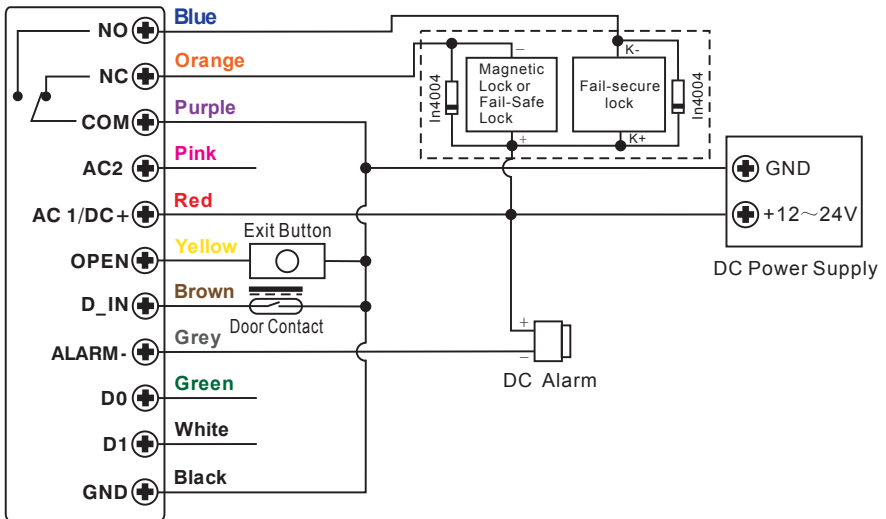 NO Blue
NC Orange
COM Purple
AC2 Pink
AC 1/DC+ Red
OPEN Yellow
Exit Button
D_IN Brown
Door Contact
ALARM- Grey
D0 Green
D1 White
GND Black
In4004
−
Magnetic
Lock or
Fail-Safe
Lock
+
K-
Fail-secure
lock
K+
In4004
GND
+12～24V
DC Power Supply
+
−
DC Alarm